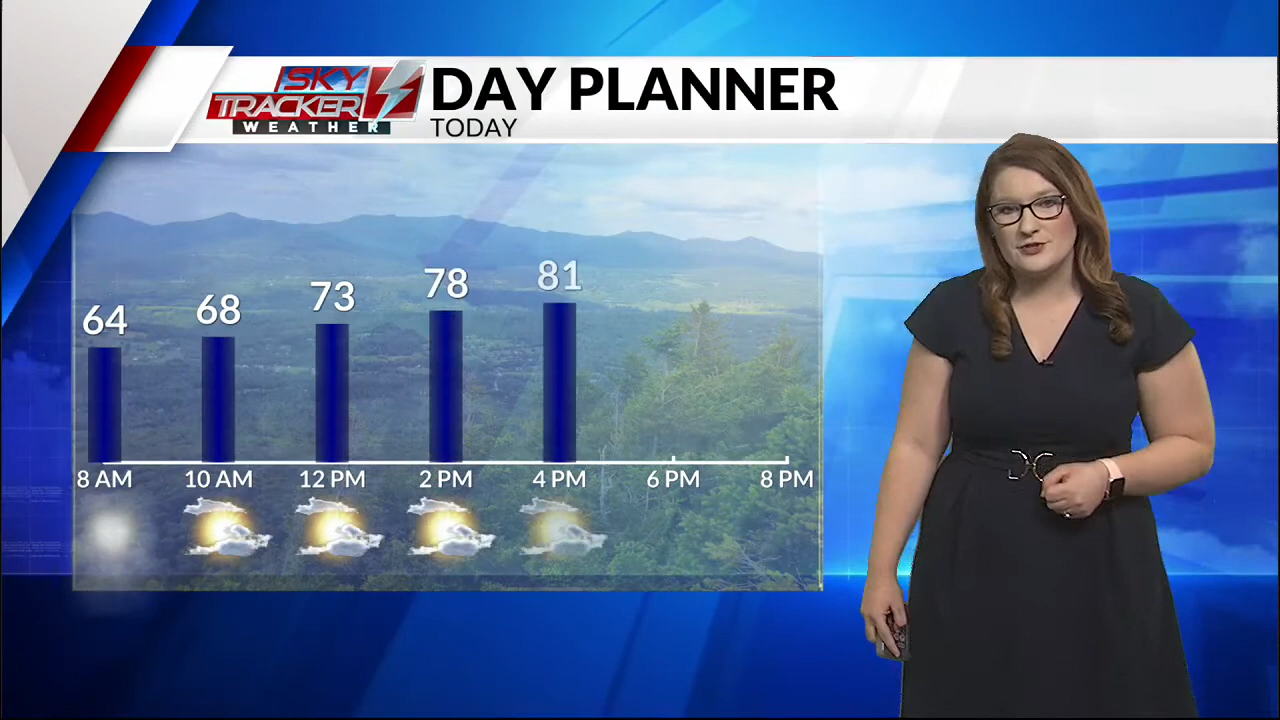 SKY
TRACKER
WEATHER
DAY PLANNER
TODAY
64 68 73 78 81
8 AM 10 AM 12 PM 2 PM 4 PM 6 PM 8 PM